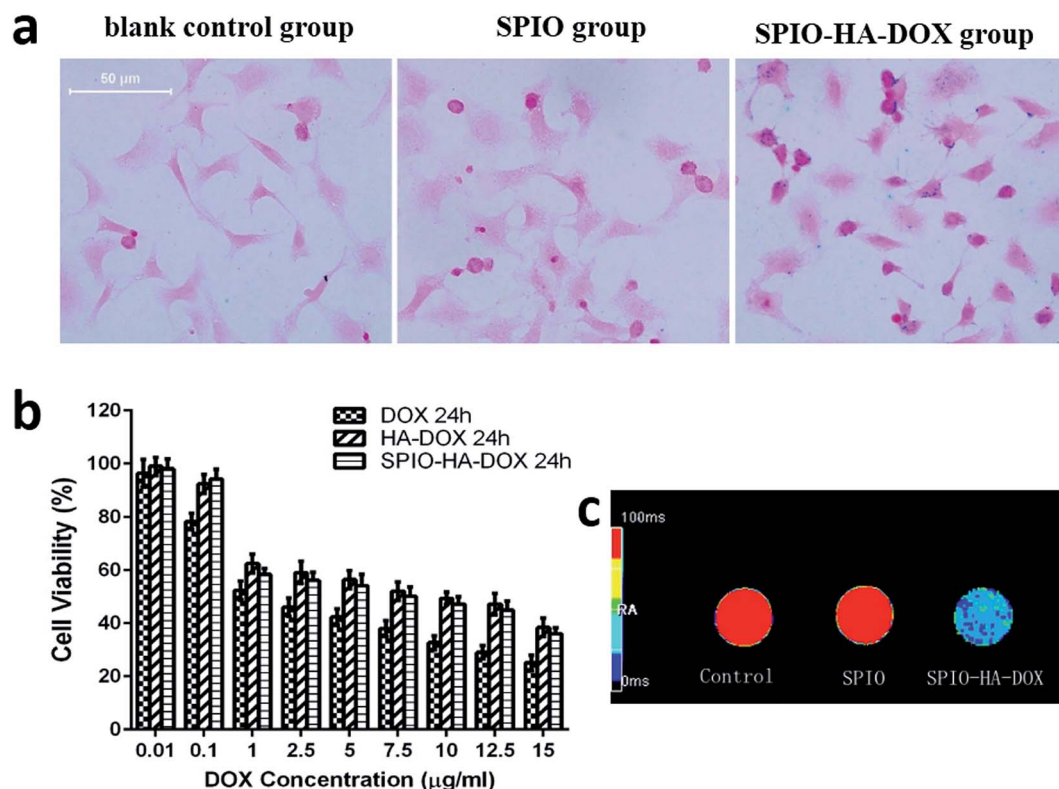 a
blank control group
SPIO group
SPIO-HA-DOX group
50 μm
b
120
100
80
60
40
20
0
Cell Viability (%)
DOX 24h
HA-DOX 24h
SPIO-HA-DOX 24h
0.01 0.1 1 2.5 5 7.5 10 12.5 15
DOX Concentration (μg/ml)
c
100ms
RA
0ms
Control
SPIO
SPIO-HA-DOX